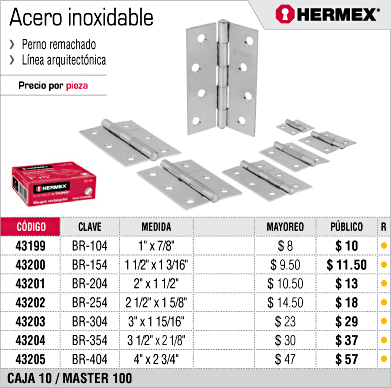 Acero inoxidable
HERMEX®
Perno remachado
Línea arquitectónica
Precio por pieza
HERMEX
CÓDIGO CLAVE MEDIDA MAYOREO PÚBLICO R
43199 BR-104 1" x 7/8" $ 8 $ 10
43200 BR-154 1 1/2" x 1 3/16" $ 9.50 $ 11.50
43201 BR-204 2" x 1 1/2" $ 10.50 $ 13
43202 BR-254 2 1/2" x 1 5/8" $ 14.50 $ 18
43203 BR-304 3" x 1 15/16" $ 23 $ 29
43204 BR-354 3 1/2" x 2 1/8" $ 30 $ 37
43205 BR-404 4" x 2 3/4" $ 47 $ 57
CAJA 10 / MASTER 100